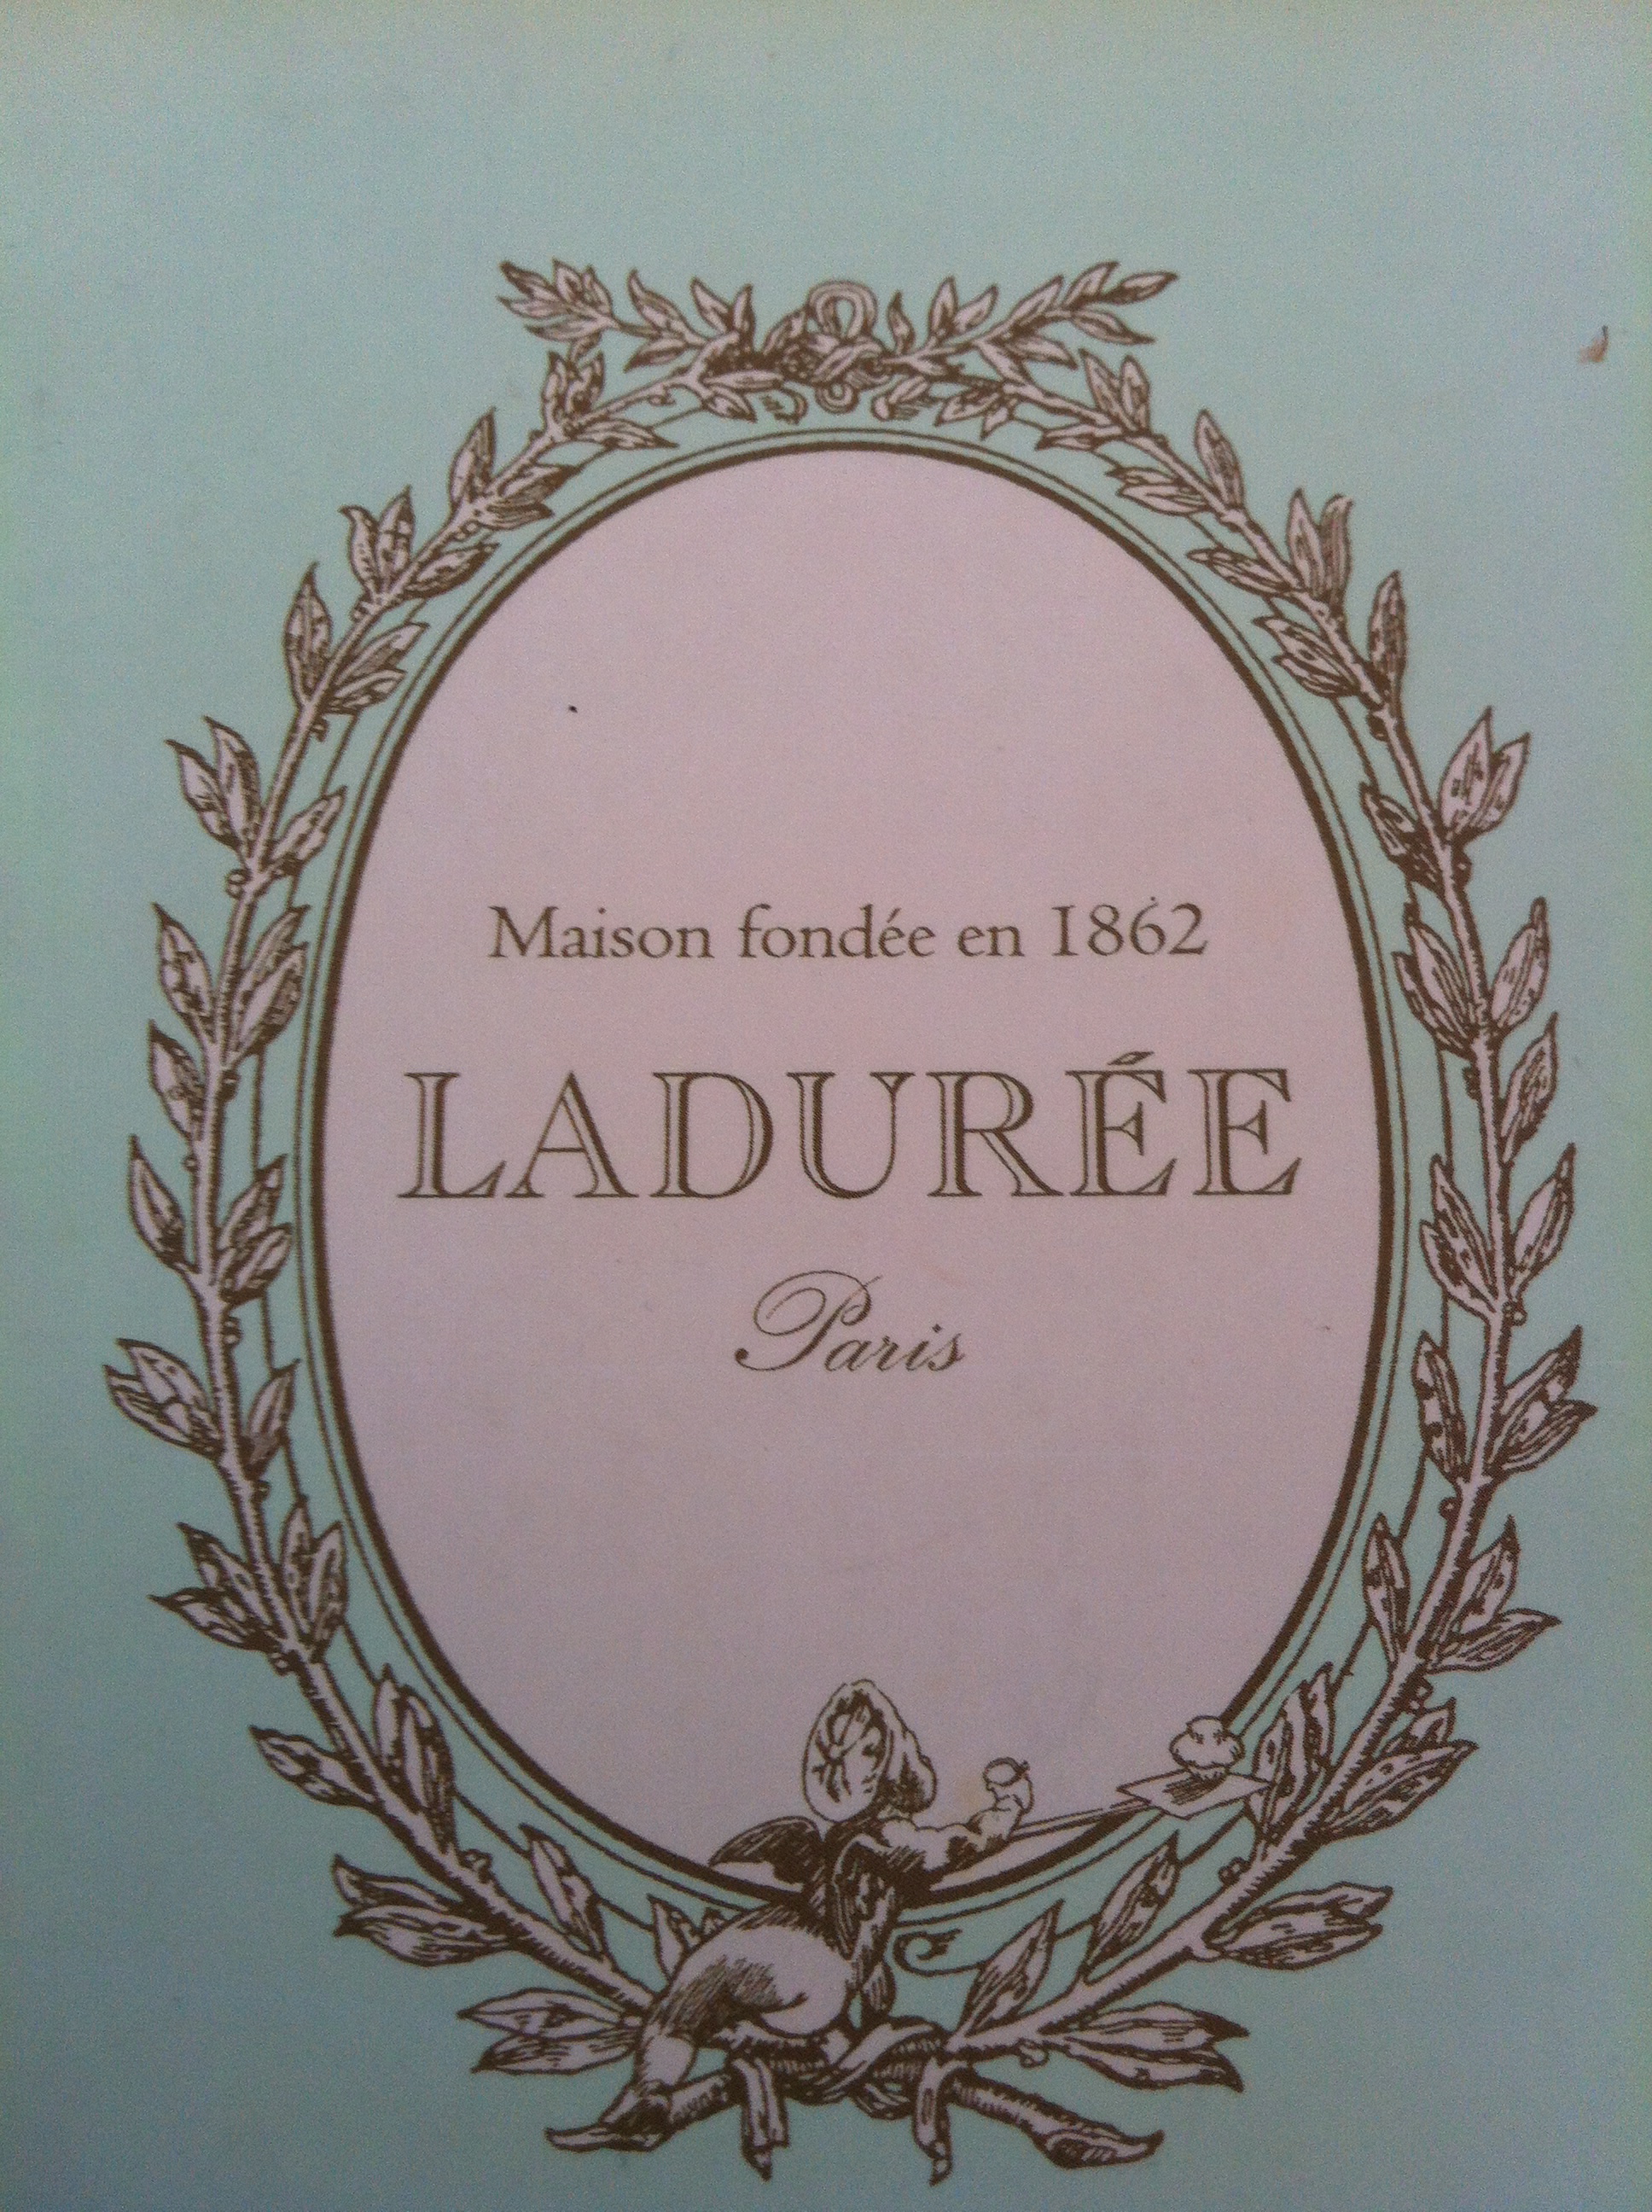 Maison fondée en 1862
LADURÉE
Paris